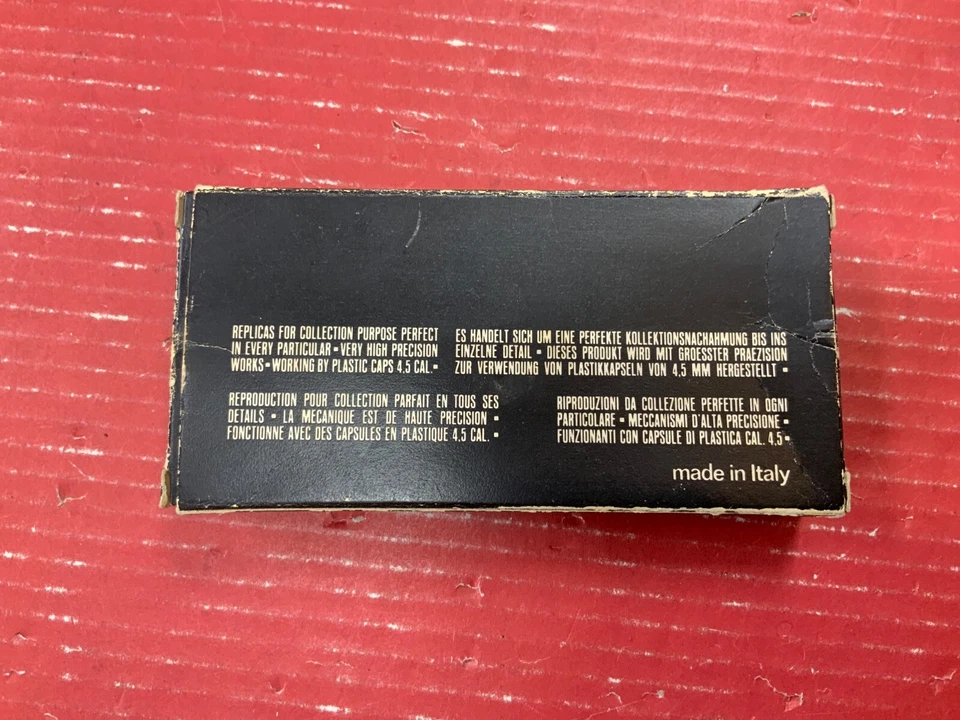 REPLICAS FOR COLLECTION PURPOSE PERFECT
IN EVERY PARTICULAR ▪ VERY HIGH PRECISION
WORKS ▪ WORKING BY PLASTIC CAPS 4,5 CAL. ▪
ES HANDELT SICH UM EINE PERFEKTE KOLLEKTIONSNACHAHMUNG BIS INS
EINZELNE DETAIL ▪ DIESES PRODUKT WIRD MIT GROESSTER PRAEZISION
ZUR VERWENDUNG VON PLASTIKKAPSELN VON 4,5 MM HERGESTELLT ▪
REPRODUCTION POUR COLLECTION PARFAIT EN TOUS SES
DETAILS ▪ LA MECANIQUE EST DE HAUTE PRECISION ▪
FONCTIONNE AVEC DES CAPSULES EN PLASTIQUE 4,5 CAL. ▪
RIPRODUZIONI DA COLLEZIONE PERFETTE IN OGNI
PARTICOLARE ▪ MECCANISMI D'ALTA PRECISIONE ▪
FUNZIONANTI CON CAPSULE DI PLASTICA CAL. 4,5 ▪
made in Italy